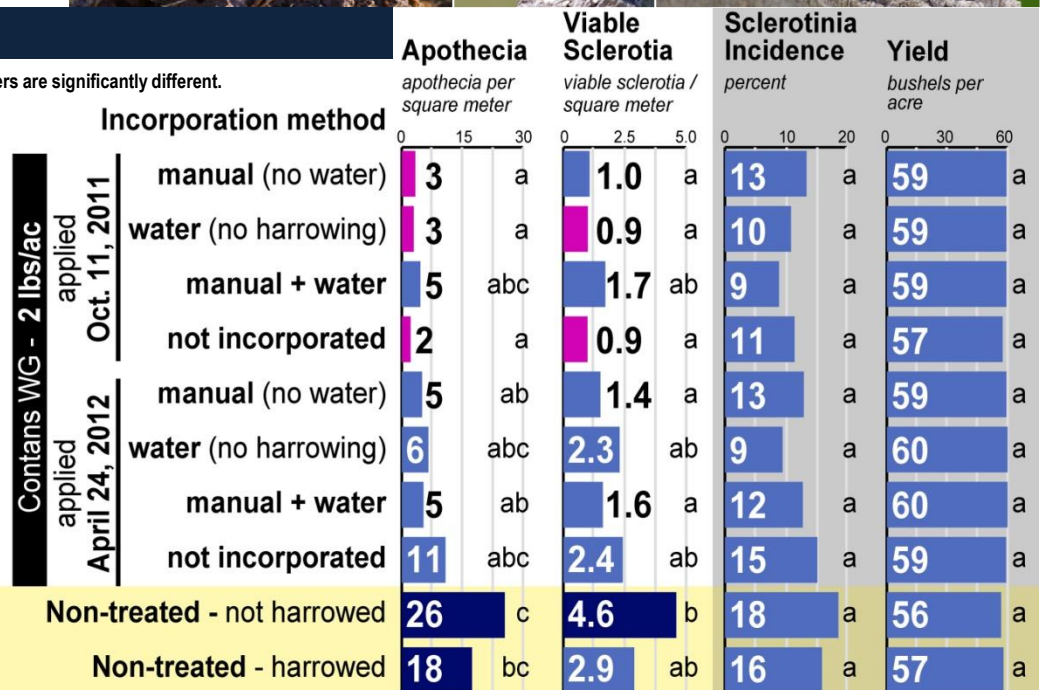 Apothecia
apothecia per
square meter
Viable
Sclerotia
viable sclerotia /
square meter
Sclerotinia
Incidence
percent
Yield
bushels per
acre
ers are significantly different.
Incorporation method
0 15 30 0 2.5 5.0 0 10 20 0 30 60
Contans WG - 2 lbs/ac
applied
Oct. 11, 2011
manual (no water) 3 a 1.0 a 13 a 59 a
water (no harrowing) 3 a 0.9 a 10 a 59 a
manual + water 5 abc 1.7 ab 9 a 59 a
not incorporated 2 a 0.9 a 11 a 57 a
applied
April 24, 2012
manual (no water) 5 ab 1.4 a 13 a 59 a
water (no harrowing) 6 abc 2.3 ab 9 a 60 a
manual + water 5 ab 1.6 a 12 a 60 a
not incorporated 11 abc 2.4 ab 15 a 59 a
Non-treated - not harrowed 26 c 4.6 b 18 a 56 a
Non-treated - harrowed 18 bc 2.9 ab 16 a 57 a